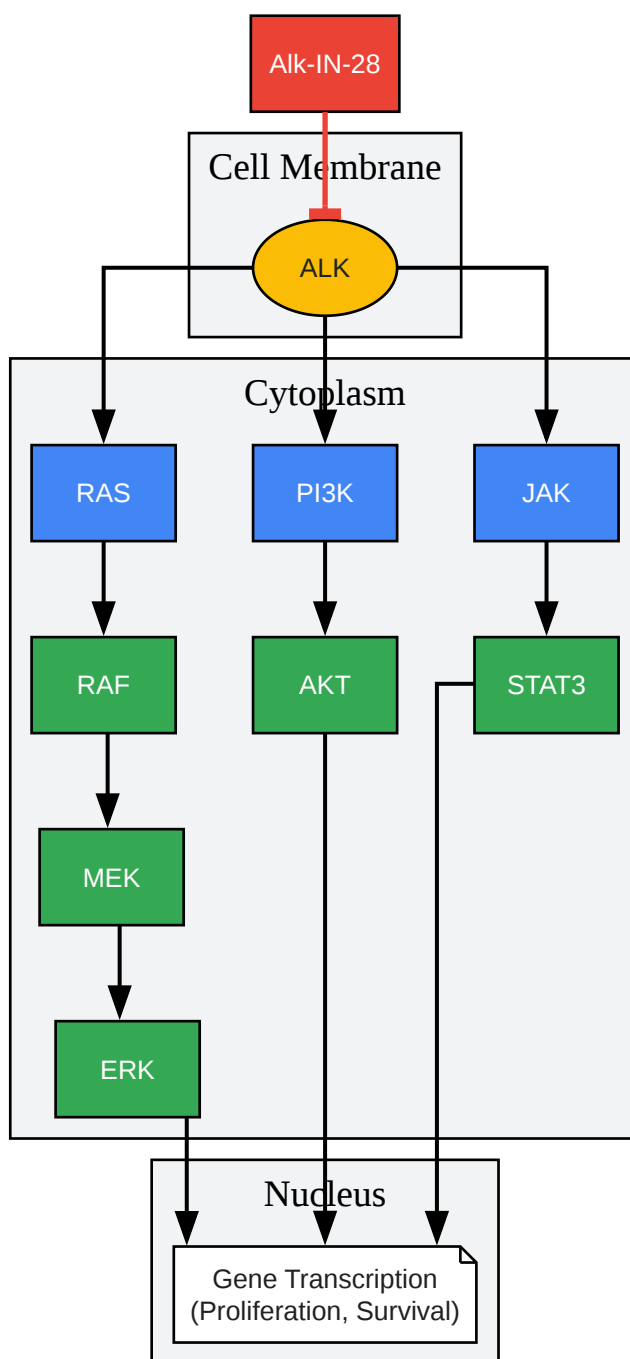 Alk-IN-28
Cell Membrane
ALK
Cytoplasm
RAS
PI3K
JAK
RAF
AKT
STAT3
MEK
ERK
Nucleus
Gene Transcription
(Proliferation, Survival)